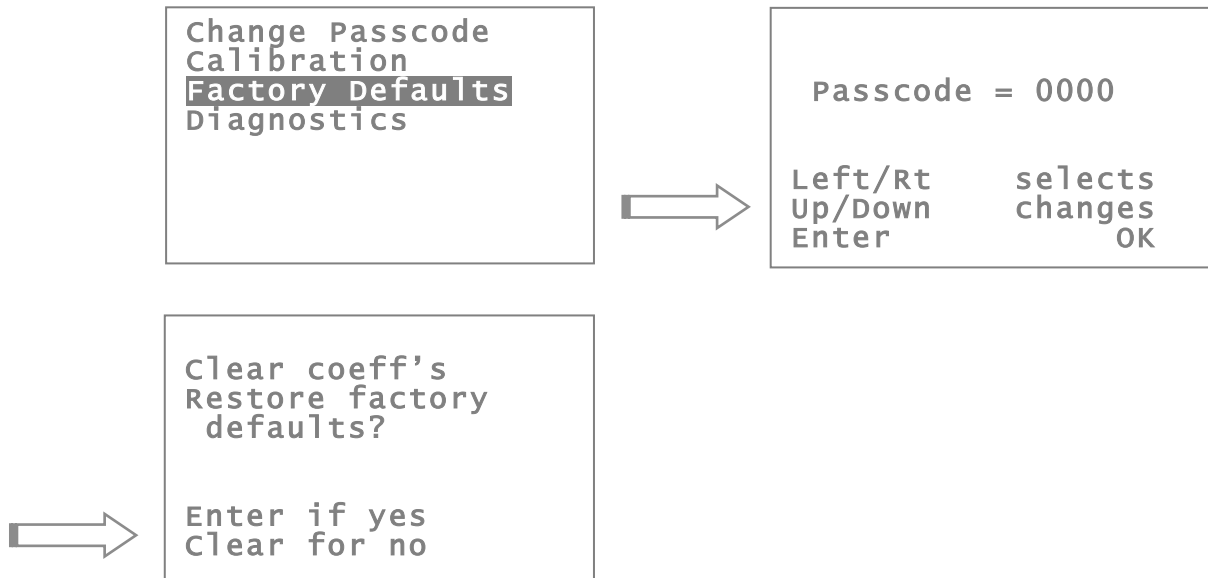 Change Passcode
Calibration
Factory Defaults
Diagnostics
Passcode = 0000
Left/Rt selects
Up/Down changes
Enter OK
Clear coeff’s
Restore factory
defaults?
Enter if yes
Clear for no